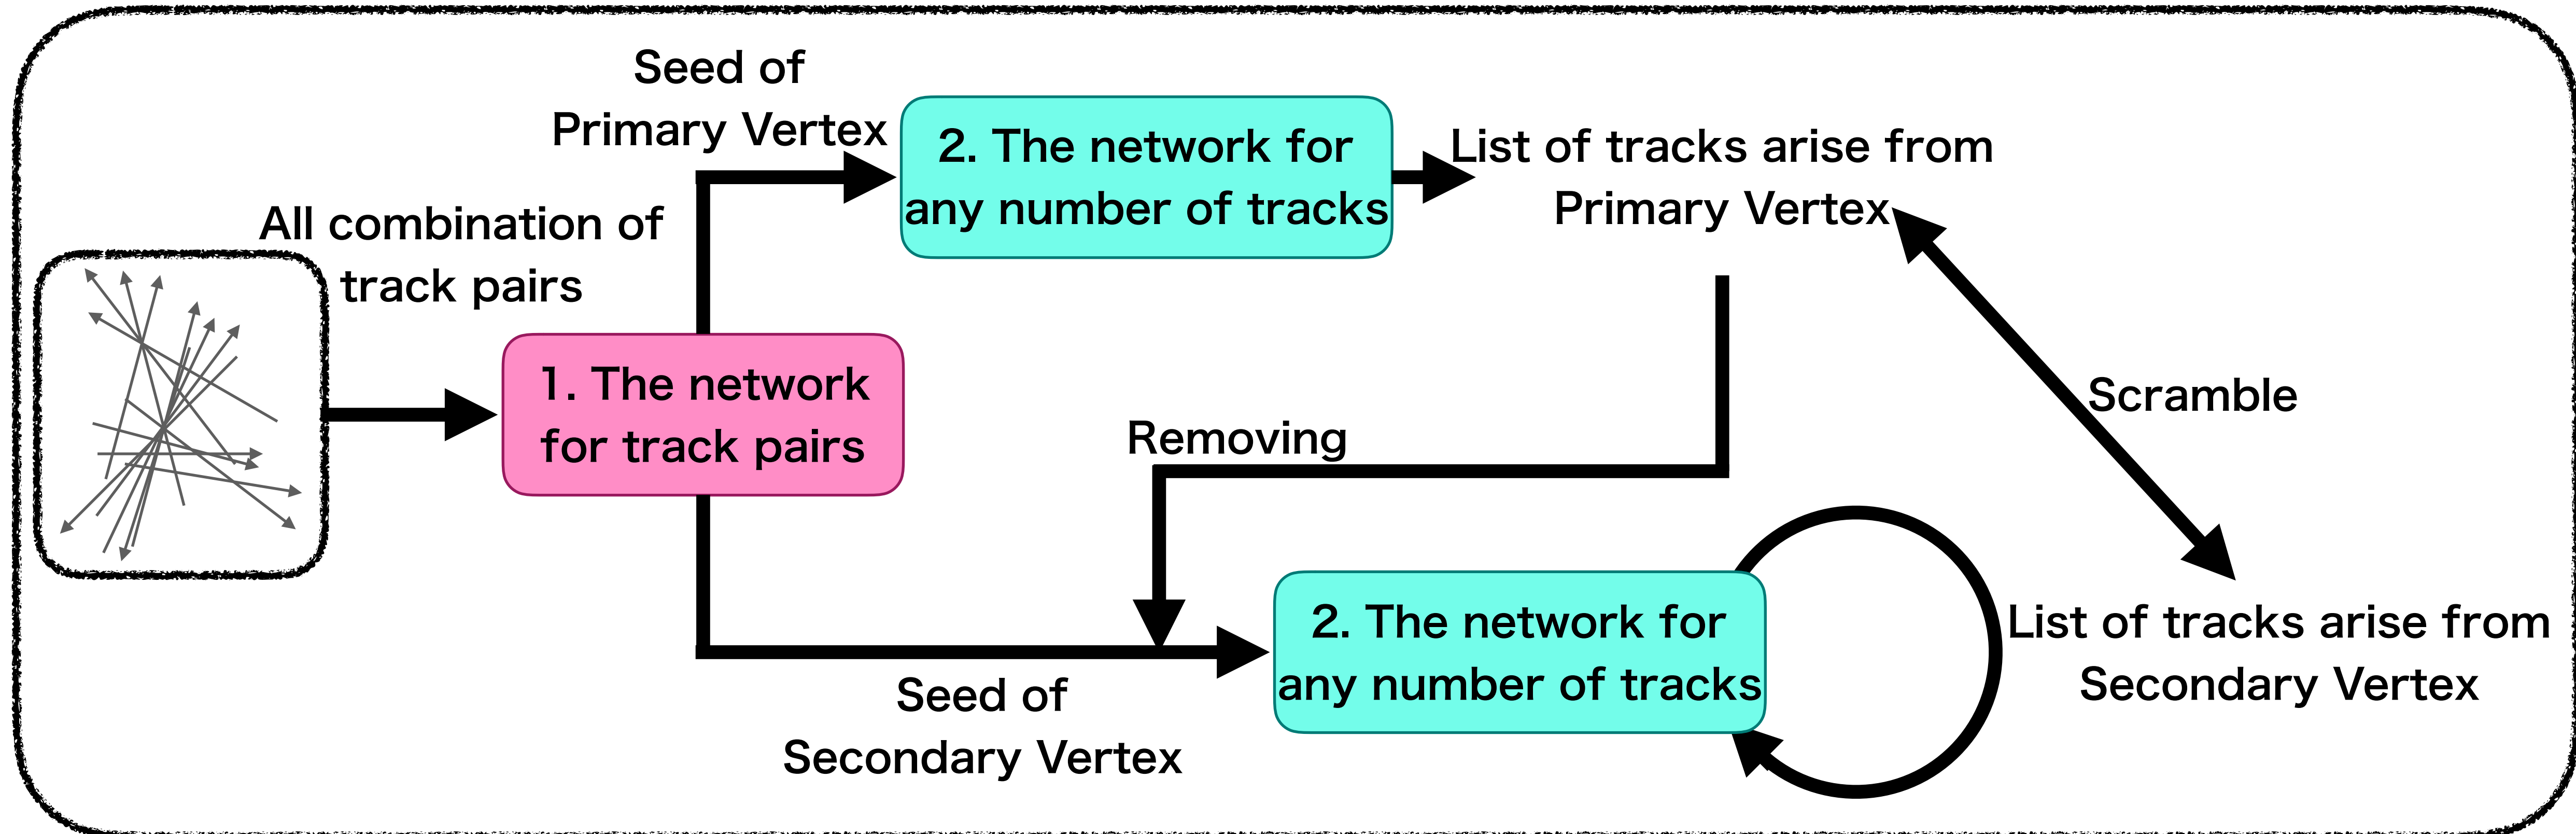 Seed of
Primary Vertex
2. The network for
any number of tracks
List of tracks arise from
Primary Vertex
All combination of
track pairs
1. The network
for track pairs
Removing
Scramble
Seed of
Secondary Vertex
2. The network for
any number of tracks
List of tracks arise from
Secondary Vertex